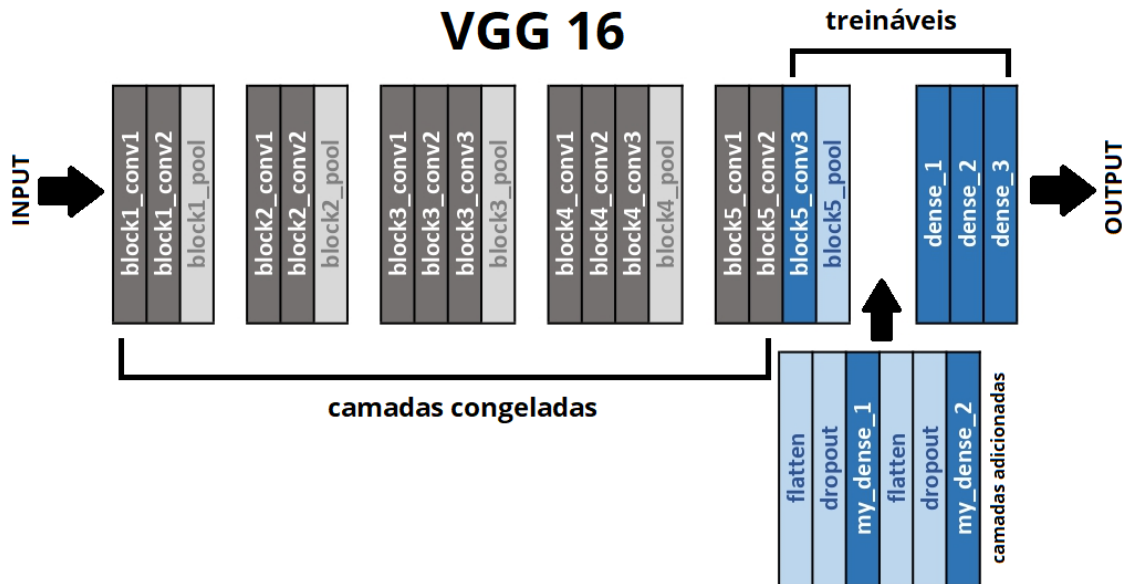 VGG 16
treináveis
INPUT
block1_conv1
block1_conv2
block1_pool
block2_conv1
block2_conv2
block2_pool
block3_conv1
block3_conv2
block3_conv3
block3_pool
block4_conv1
block4_conv2
block4_conv3
block4_pool
block5_conv1
block5_conv2
block5_conv3
block5_pool
dense_1
dense_2
dense_3
OUTPUT
camadas congeladas
flatten
dropout
my_dense_1
flatten
dropout
my_dense_2
camadas adicionadas